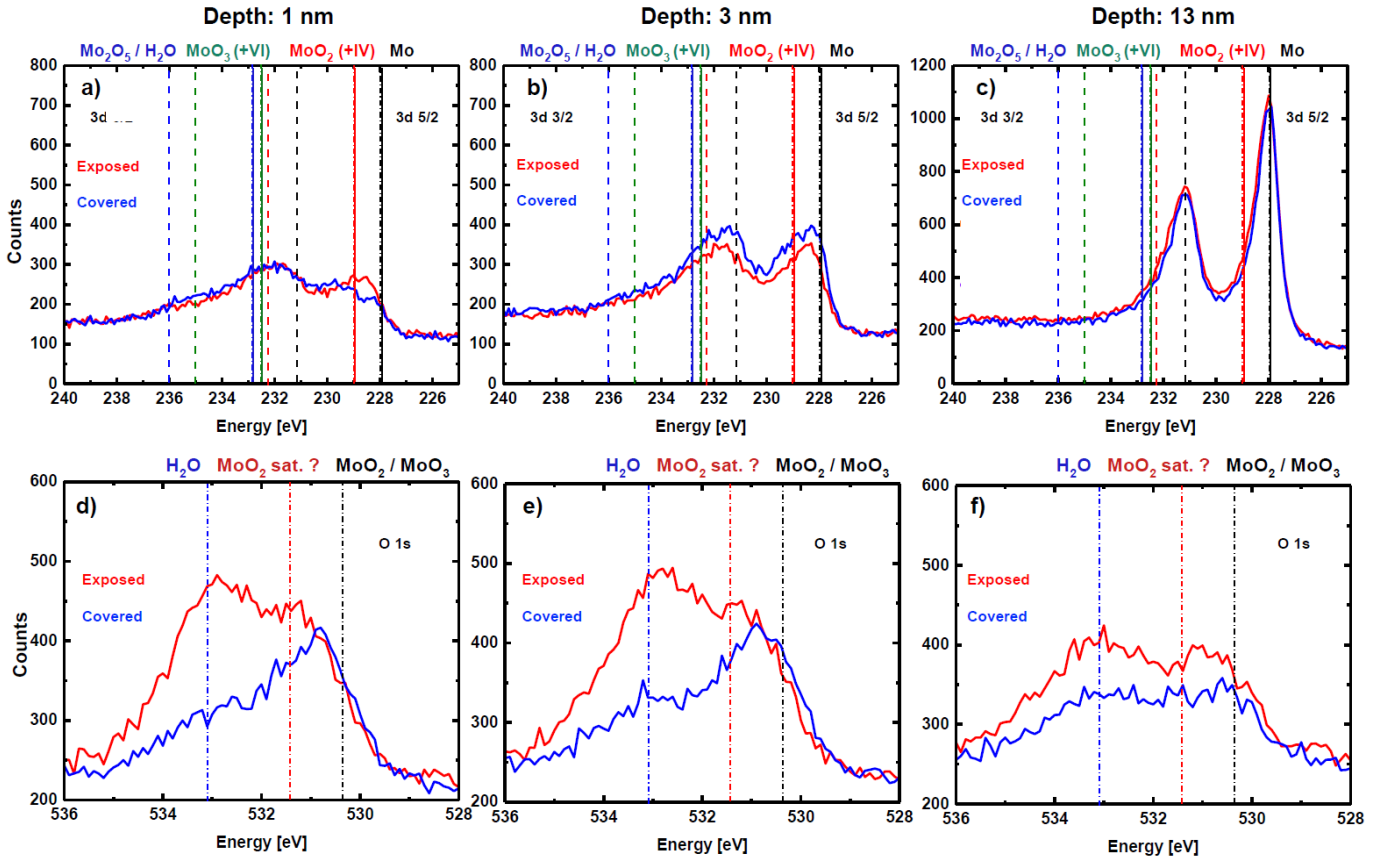 Depth: 1 nm
Depth: 3 nm
Depth: 13 nm
Mo2O5 / H2O MoO3 (+VI) MoO2 (+IV) Mo
Mo2O5 / H2O MoO3 (+VI) MoO2 (+IV) Mo
Mo2O5 / H2O MoO3 (+VI) MoO2 (+IV) Mo
Counts
800
700
600
500
400
300
200
100
0
a)
3d
3d 5/2
Exposed
Covered
240 238 236 234 232 230 228 226
Energy [eV]
800
700
600
500
400
300
200
100
0
b)
3d 3/2
3d 5/2
Exposed
Covered
240 238 236 234 232 230 228 226
Energy [eV]
1200
1000
800
600
400
200
0
c)
3d 3/2
3d 5/2
Exposed
Covered
240 238 236 234 232 230 228 226
Energy [eV]
H2O MoO2 sat. ? MoO2 / MoO3
H2O MoO2 sat. ? MoO2 / MoO3
H2O MoO2 sat. ? MoO2 / MoO3
Counts
600
500
400
300
200
d)
O 1s
Exposed
Covered
536 534 532 530 528
Energy [eV]
600
500
400
300
200
e)
O 1s
Exposed
Covered
536 534 532 530 528
Energy [eV]
600
500
400
300
200
f)
O 1s
Exposed
Covered
536 534 532 530 528
Energy [eV]